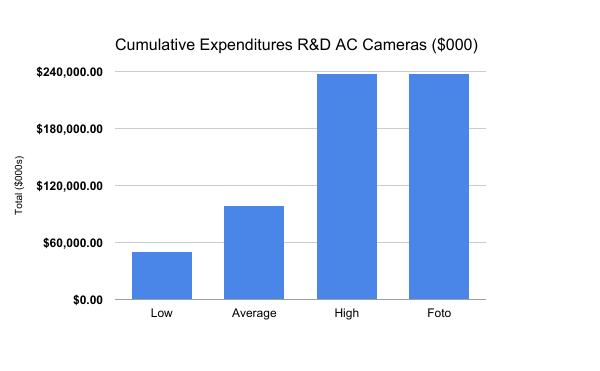 Cumulative Expenditures R&D AC Cameras ($000)
$240,000.00
$180,000.00
$120,000.00
$60,000.00
$0.00
Total ($000s)
Low
Average
High
Foto